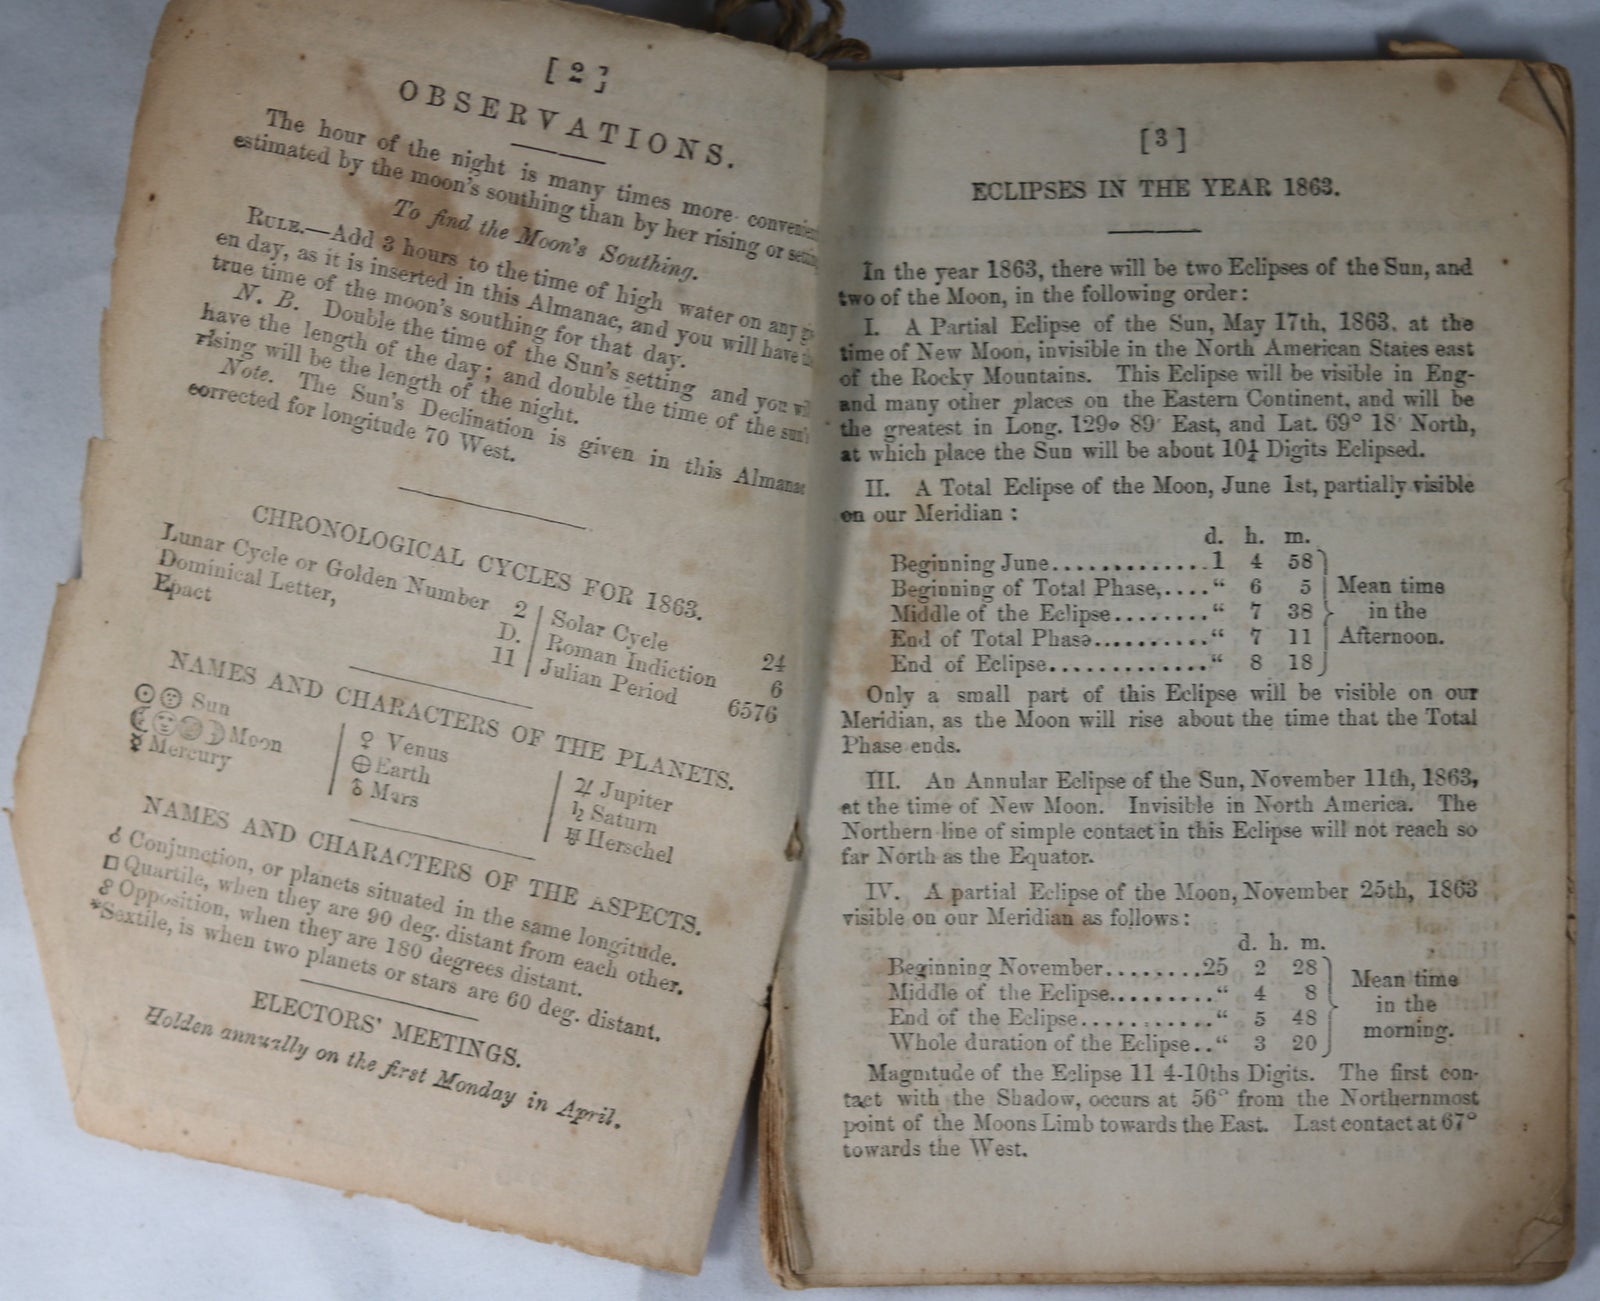 [2]
OBSERVATIONS.
The hour of the night is many times more convenient
estimated by the moon's southing than by her rising or setting
To find the Moon's Southing.
RULE.—Add 3 hours to the time of high water on any
en day, as it is inserted in this Almanac, and you will have
true time of the moon's southing for that day.
N. B. Double the time of the Sun's setting and you
have the length of the day; and double the time of the sun's
rising will be the length of the night.
Note. The Sun's Declination is given in this Almanac
corrected for longitude 70 West.
CHRONOLOGICAL CYCLES FOR 1863.
Lunar Cycle or Golden Number 2 | Solar Cycle 24
Dominical Letter, D. | Roman Indiction 6
Epact 11 | Julian Period 6576
NAMES AND CHARACTERS OF THE PLANETS.
☉ Sun | ♀ Venus | ♃ Jupiter
Moon | ⊕ Earth | ♄ Saturn
☿ Mercury | ♂ Mars | ♅ Herschel
NAMES AND CHARACTERS OF THE ASPECTS.
☌ Conjunction, or planets situated in the same longitude.
□ Quartile, when they are 90 deg. distant from each other.
☍ Opposition, when they are 180 degrees distant.
*Sextile, is when two planets or stars are 60 deg. distant.
ELECTORS' MEETINGS.
Holden annually on the first Monday in April.
[3]
ECLIPSES IN THE YEAR 1863.
In the year 1863, there will be two Eclipses of the Sun, and
two of the Moon, in the following order:
I. A Partial Eclipse of the Sun, May 17th, 1863. at the
time of New Moon, invisible in the North American States east
of the Rocky Mountains. This Eclipse will be visible in Eng-
and many other places on the Eastern Continent, and will be
the greatest in Long. 129° 89′ East, and Lat. 69° 18′ North,
at which place the Sun will be about 10½ Digits Eclipsed.
II. A Total Eclipse of the Moon, June 1st, partially visible
on our Meridian:
d. h. m.
Beginning June.............1 4 58
Beginning of Total Phase,....“ 6 5 Mean time
Middle of the Eclipse........“ 7 38 in the
End of Total Phase..........“ 7 11 Afternoon.
End of Eclipse.............“ 8 18
Only a small part of this Eclipse will be visible on our
Meridian, as the Moon will rise about the time that the Total
Phase ends.
III. An Annular Eclipse of the Sun, November 11th, 1863,
at the time of New Moon. Invisible in North America. The
Northern line of simple contact in this Eclipse will not reach so
far North as the Equator.
IV. A partial Eclipse of the Moon, November 25th, 1863
visible on our Meridian as follows:
d. h. m.
Beginning November........25 2 28
Middle of the Eclipse.........“ 4 8 Mean time
End of the Eclipse...........“ 5 48 in the
Whole duration of the Eclipse..“ 3 20 morning.
Magnitude of the Eclipse 11 4-10ths Digits. The first con-
tact with the Shadow, occurs at 56° from the Northernmost
point of the Moons Limb towards the East. Last contact at 67°
towards the West.